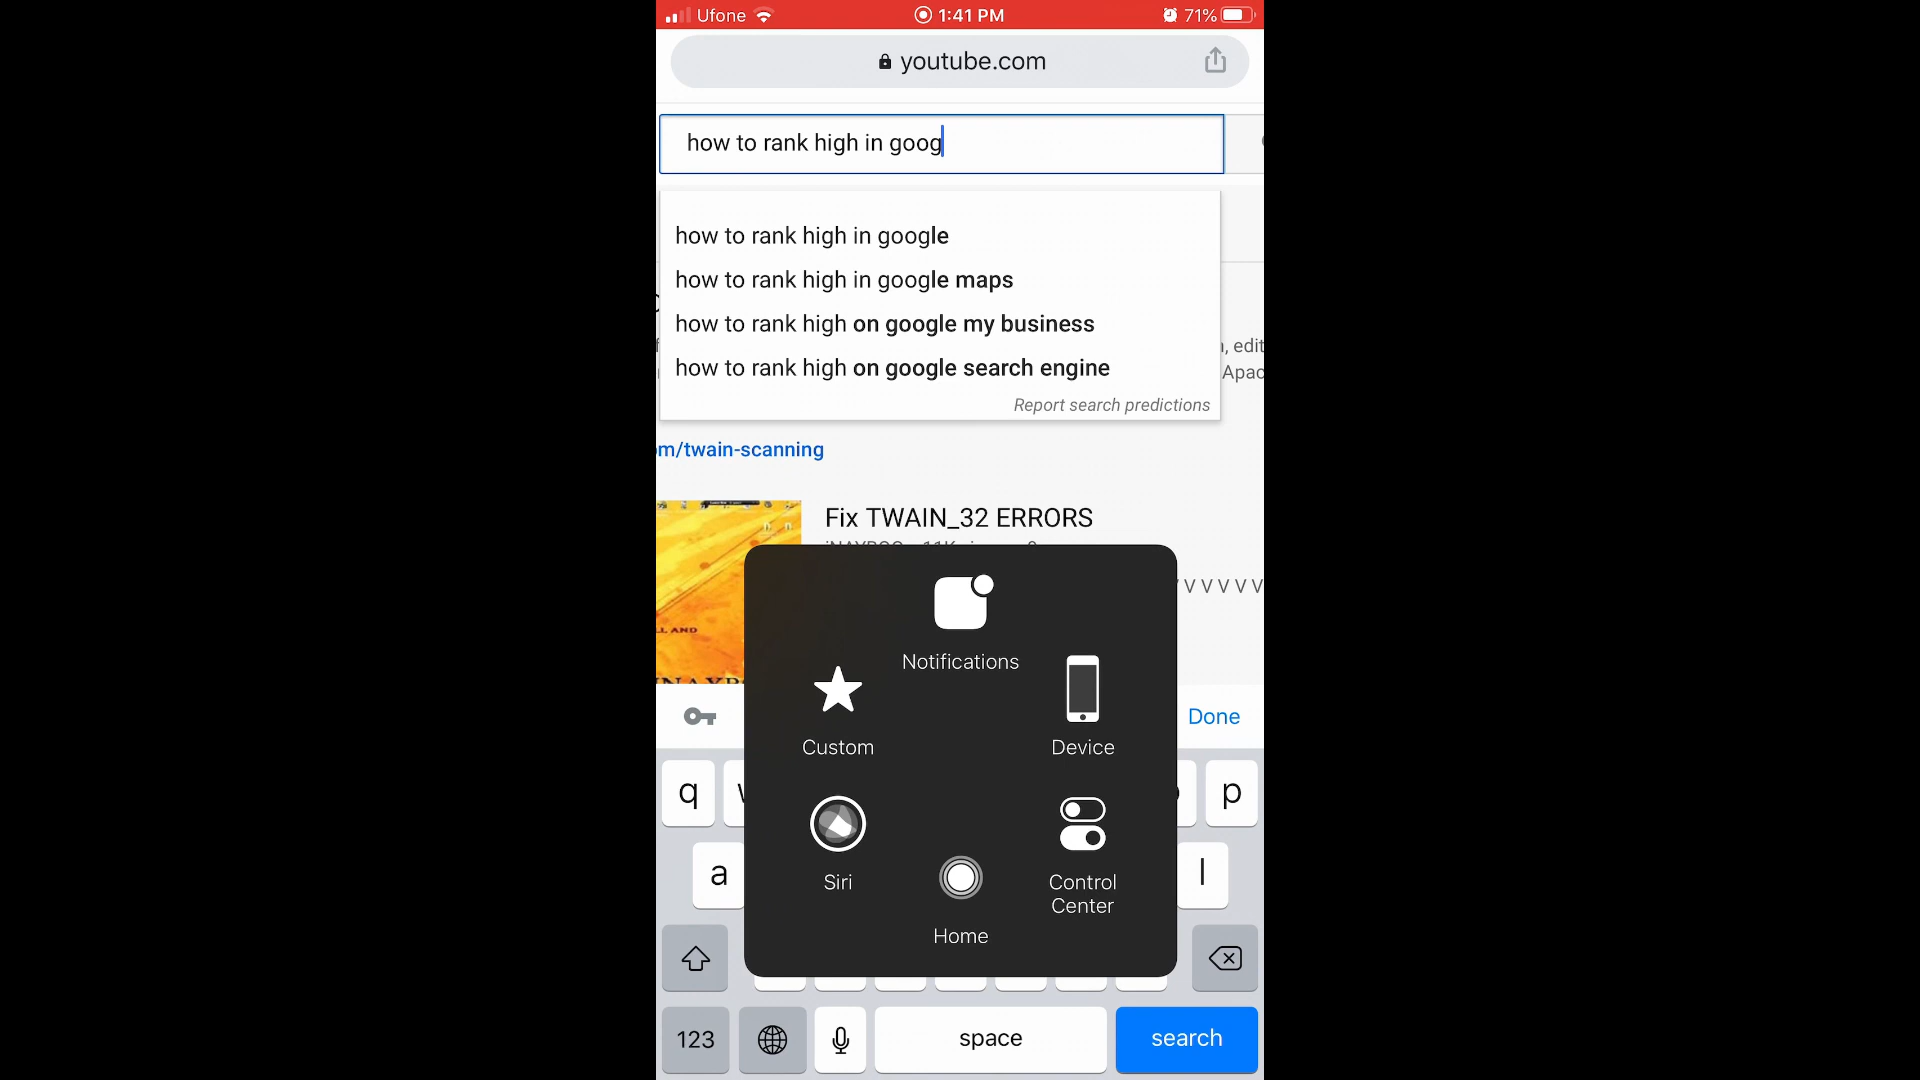 Ufone 1:41 PM 71%
youtube.com
how to rank high in goog
how to rank high in google
how to rank high in google maps
how to rank high on google my business
how to rank high on google search engine
Report search predictions
, edit
Apac
m/twain-scanning
Fix TWAIN_32 ERRORS
V V V V V
LL AND
Notifications
Custom
Device
Done
q p
Siri
Control
Center
a l
Home
123 space search